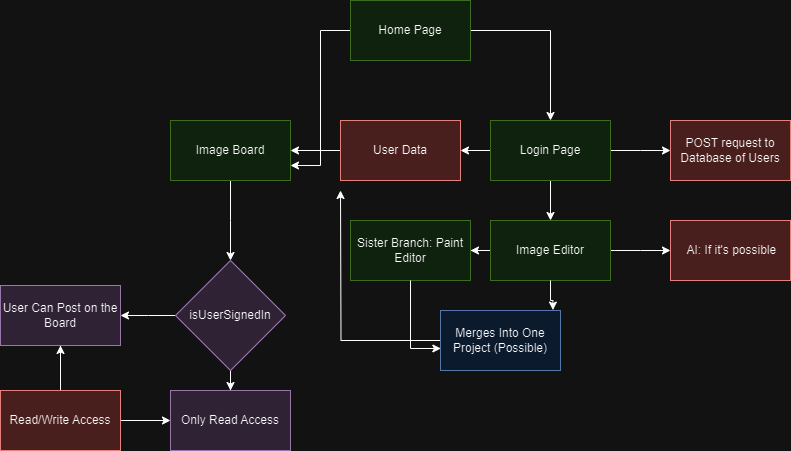 Home Page
Image Board
User Data
Login Page
POST request to
Database of Users
Sister Branch: Paint
Editor
Image Editor
AI: If it's possible
User Can Post on the
Board
isUserSignedIn
Merges Into One
Project (Possible)
Read/Write Access
Only Read Access